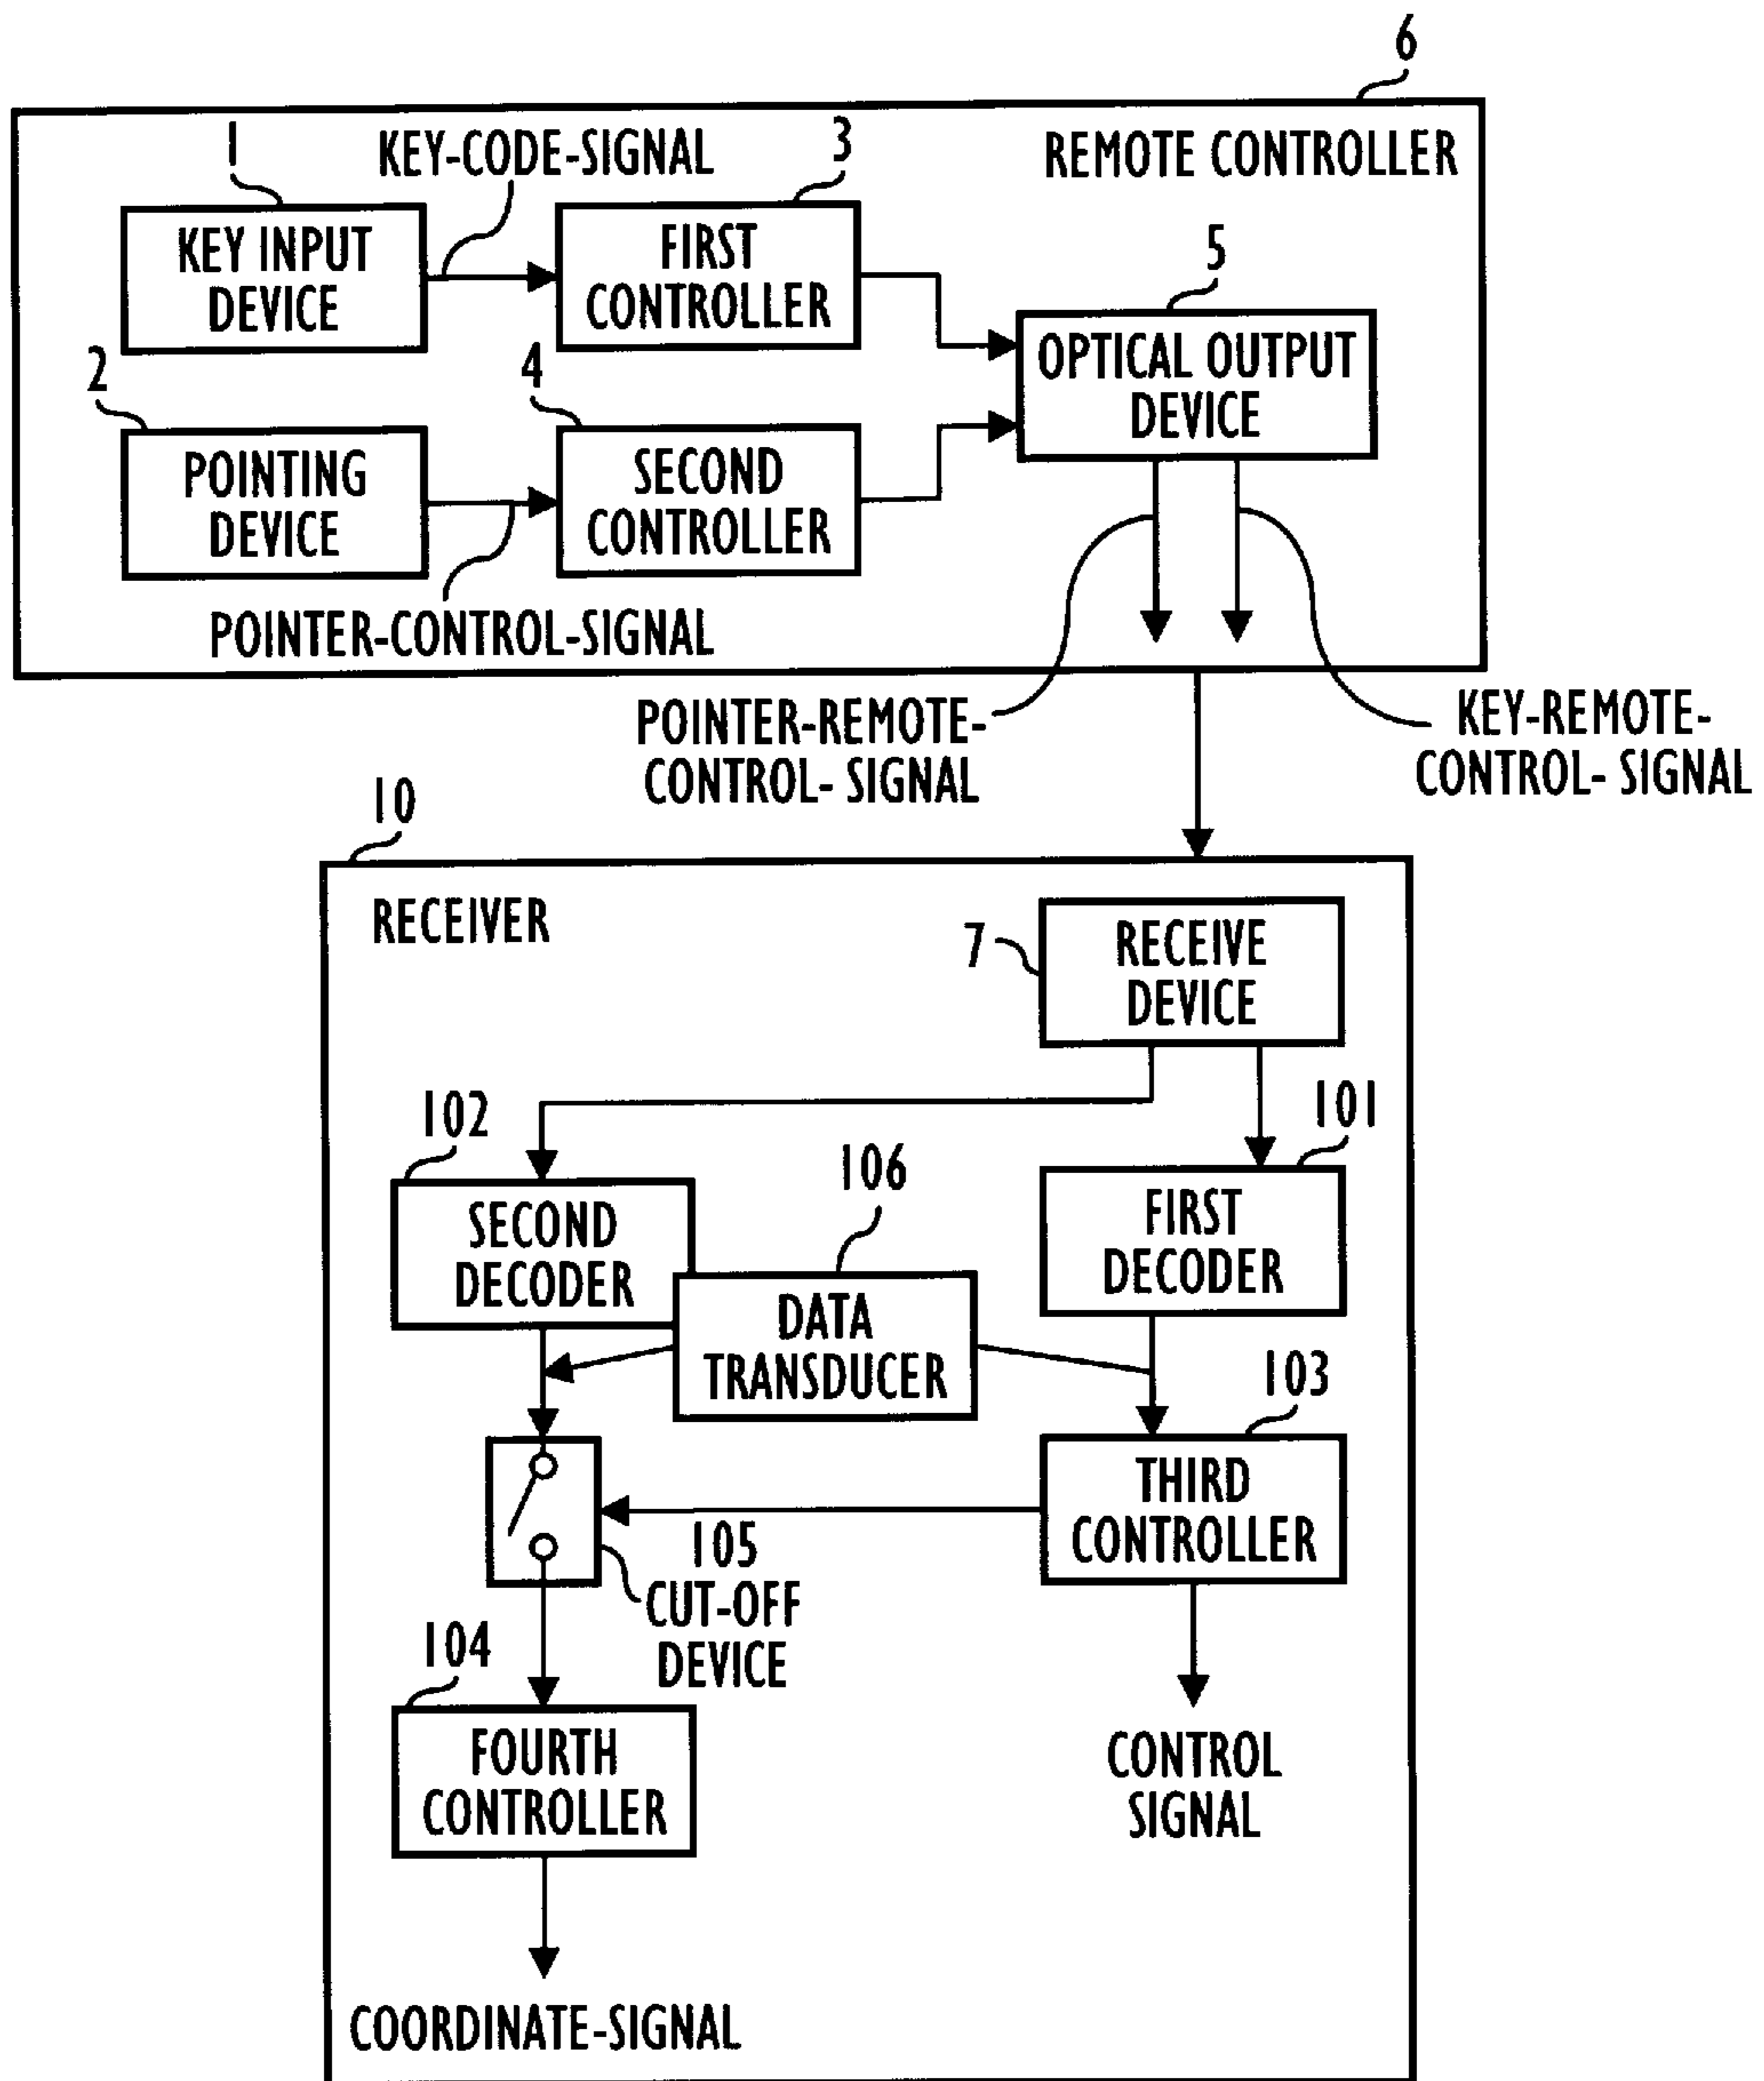 6
1
KEY-CODE-SIGNAL
3
REMOTE CONTROLLER
KEY INPUT
DEVICE
FIRST
CONTROLLER
5
OPTICAL OUTPUT
DEVICE
2
4
POINTING
DEVICE
SECOND
CONTROLLER
POINTER-CONTROL-SIGNAL
POINTER-REMOTE-
CONTROL- SIGNAL
KEY-REMOTE-
CONTROL- SIGNAL
10
RECEIVER
7
RECEIVE
DEVICE
102
101
106
SECOND
DECODER
FIRST
DECODER
DATA
TRANSDUCER
103
THIRD
CONTROLLER
105
CUT-OFF
DEVICE
104
FOURTH
CONTROLLER
CONTROL
SIGNAL
COORDINATE-SIGNAL